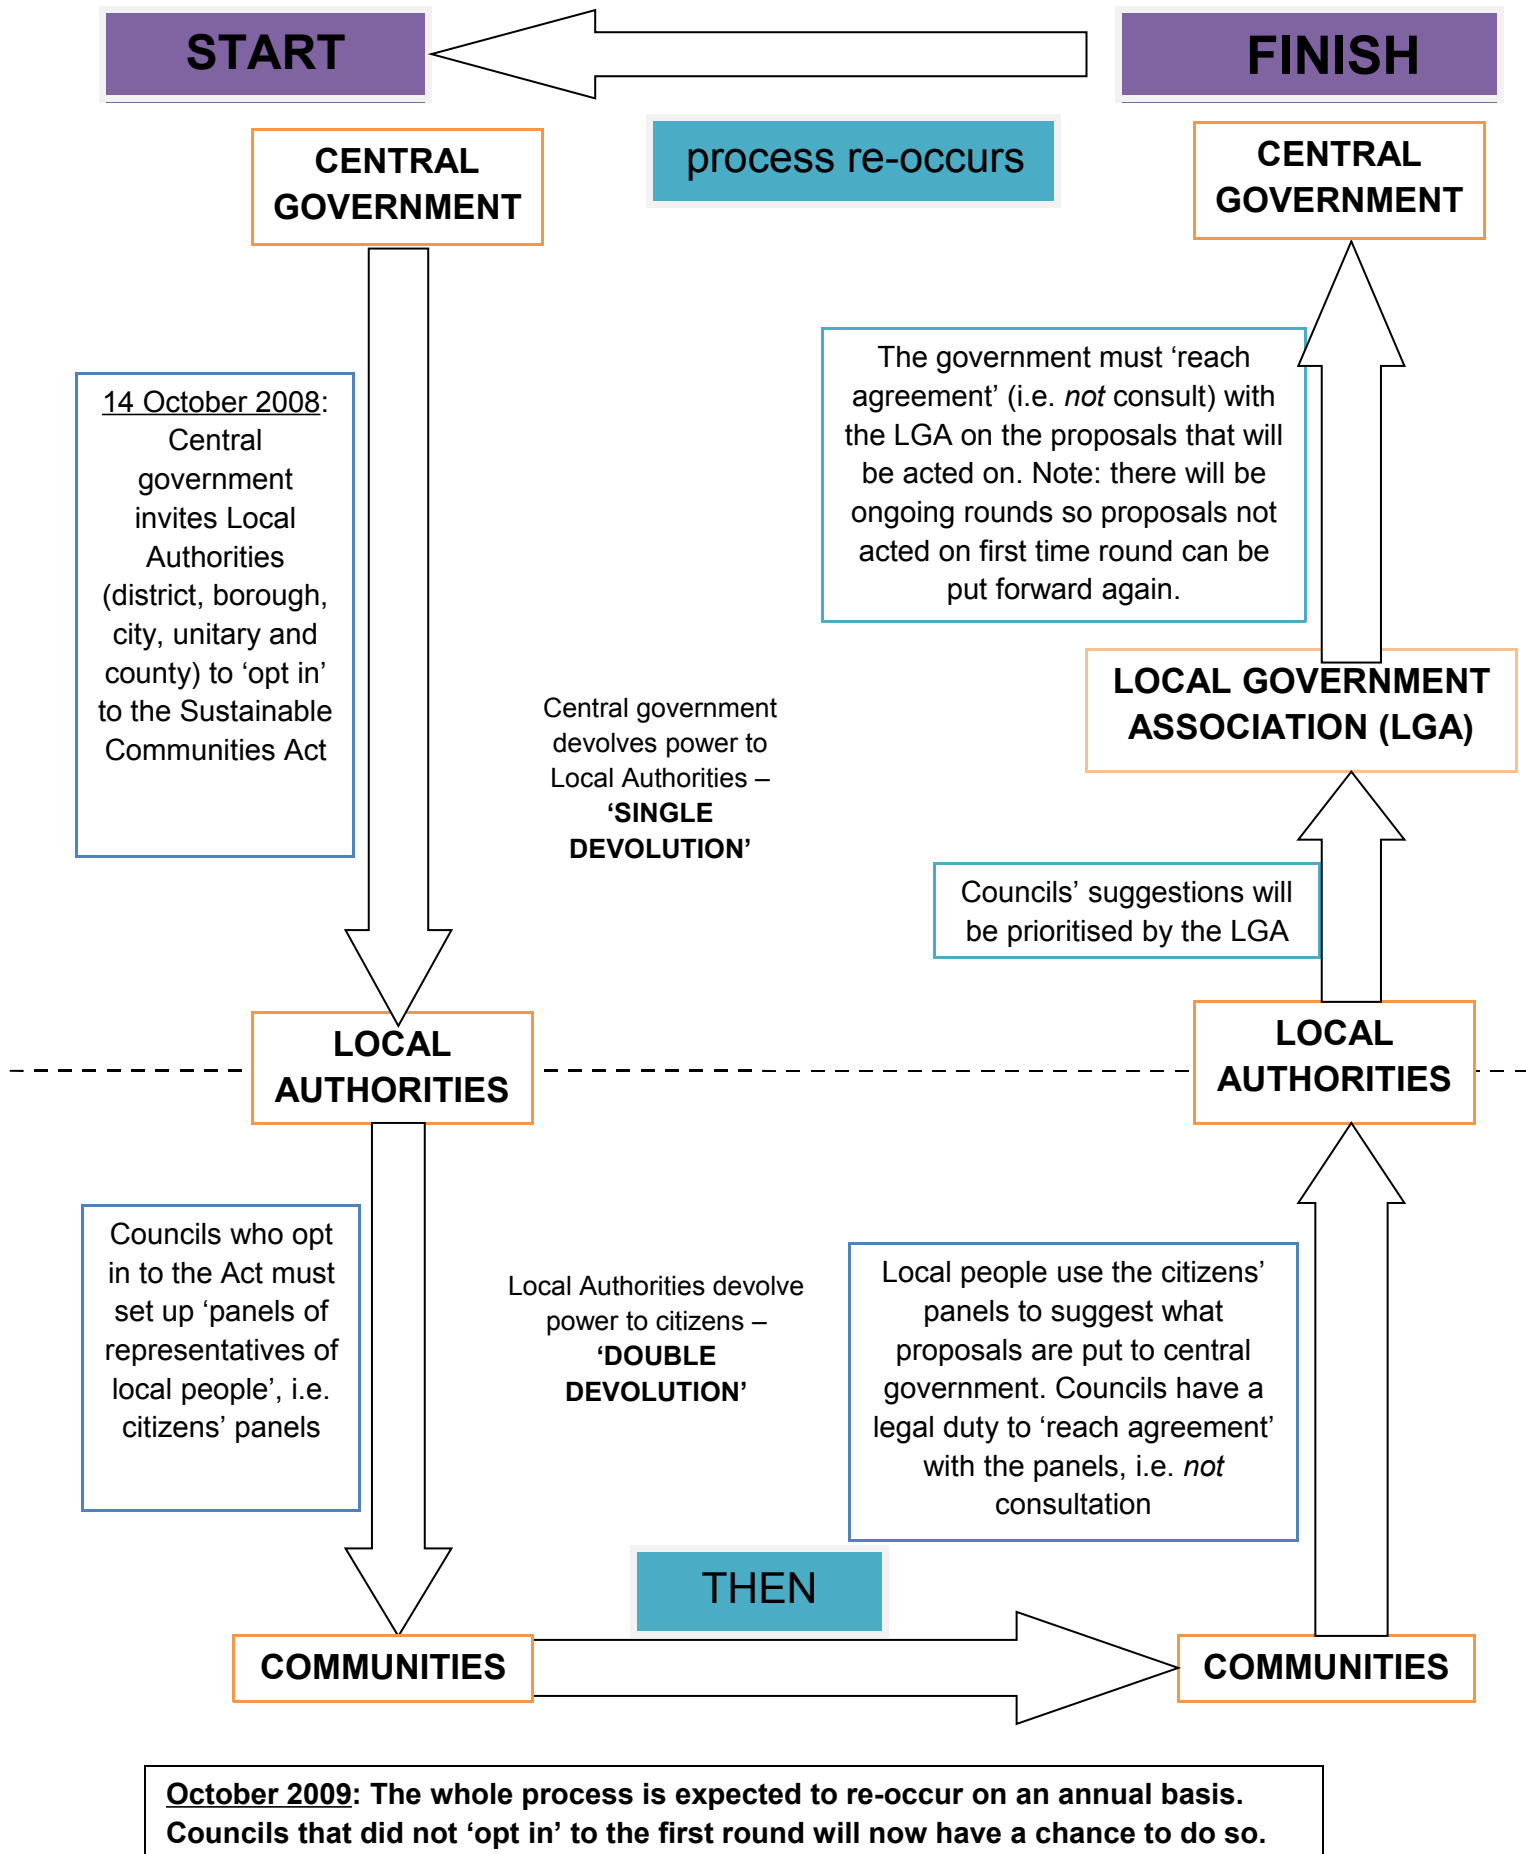 START
FINISH
process re-occurs
CENTRAL
GOVERNMENT
CENTRAL
GOVERNMENT
14 October 2008:
Central
government
invites Local
Authorities
(district, borough,
city, unitary and
county) to ‘opt in’
to the Sustainable
Communities Act
The government must ‘reach
agreement’ (i.e. not consult) with
the LGA on the proposals that will
be acted on. Note: there will be
ongoing rounds so proposals not
acted on first time round can be
put forward again.
Central government
devolves power to
Local Authorities –
‘SINGLE
DEVOLUTION’
LOCAL GOVERNMENT
ASSOCIATION (LGA)
Councils’ suggestions will
be prioritised by the LGA
LOCAL
AUTHORITIES
LOCAL
AUTHORITIES
Councils who opt
in to the Act must
set up ‘panels of
representatives of
local people’, i.e.
citizens’ panels
Local Authorities devolve
power to citizens –
‘DOUBLE
DEVOLUTION’
Local people use the citizens’
panels to suggest what
proposals are put to central
government. Councils have a
legal duty to ‘reach agreement’
with the panels, i.e. not
consultation
THEN
COMMUNITIES
COMMUNITIES
October 2009: The whole process is expected to re-occur on an annual basis.
Councils that did not ‘opt in’ to the first round will now have a chance to do so.